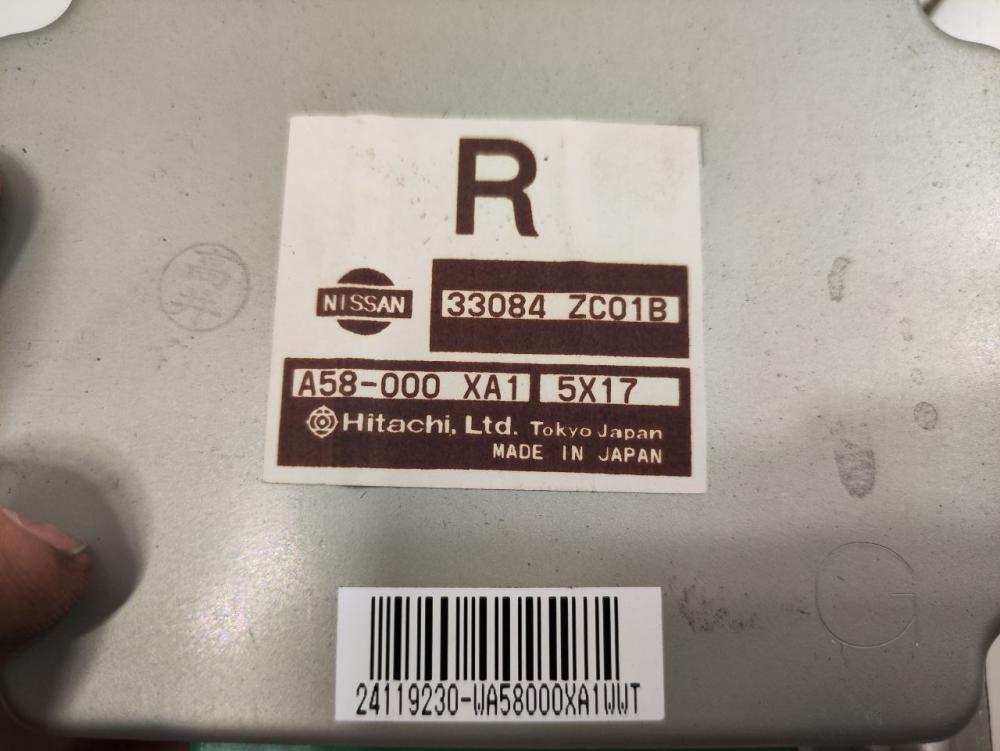 R
NISSAN
33084 ZC01B
A58-000 XA1 5X17
Hitachi, Ltd. Tokyo Japan
MADE IN JAPAN
G
24119230-WA58000XA1WWT